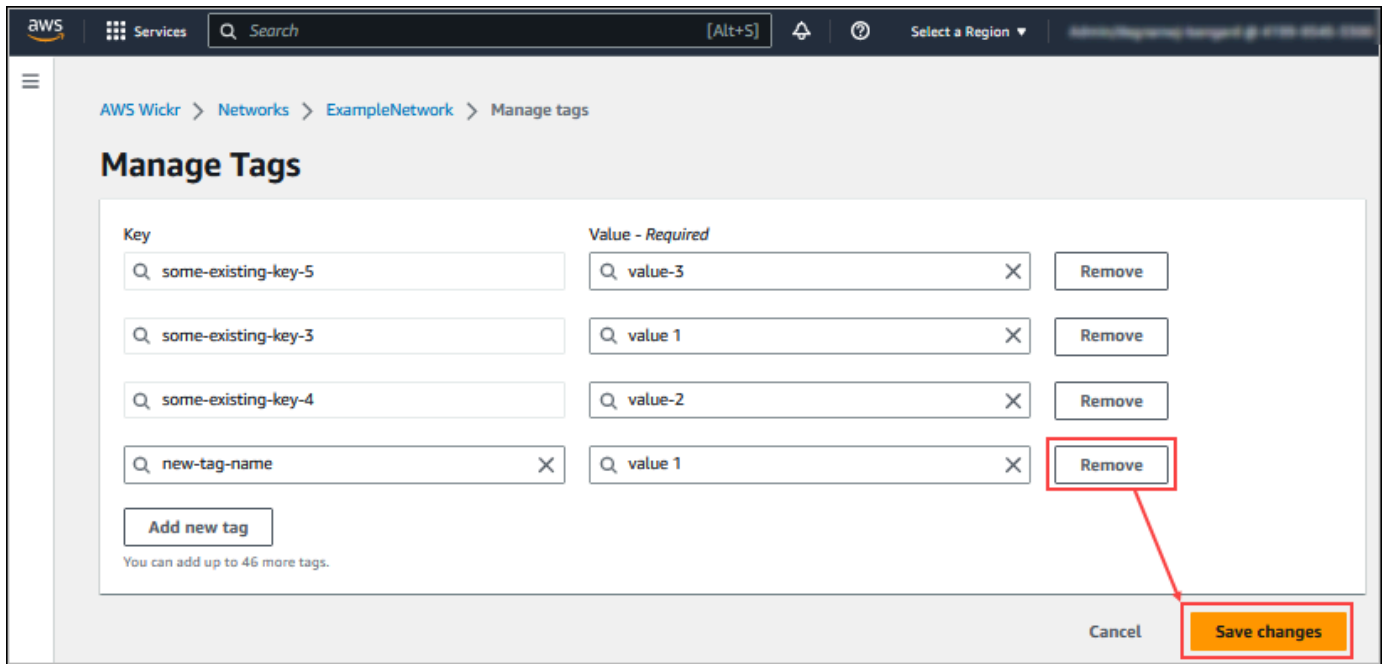 aws Services Search [Alt+S] Select a Region
AWS Wickr Networks ExampleNetwork Manage tags
Manage Tags
Key Value - Required
some-existing-key-5 value-3 Remove
some-existing-key-3 value 1 Remove
some-existing-key-4 value-2 Remove
new-tag-name value 1 Remove
Add new tag
You can add up to 46 more tags.
Cancel Save changes